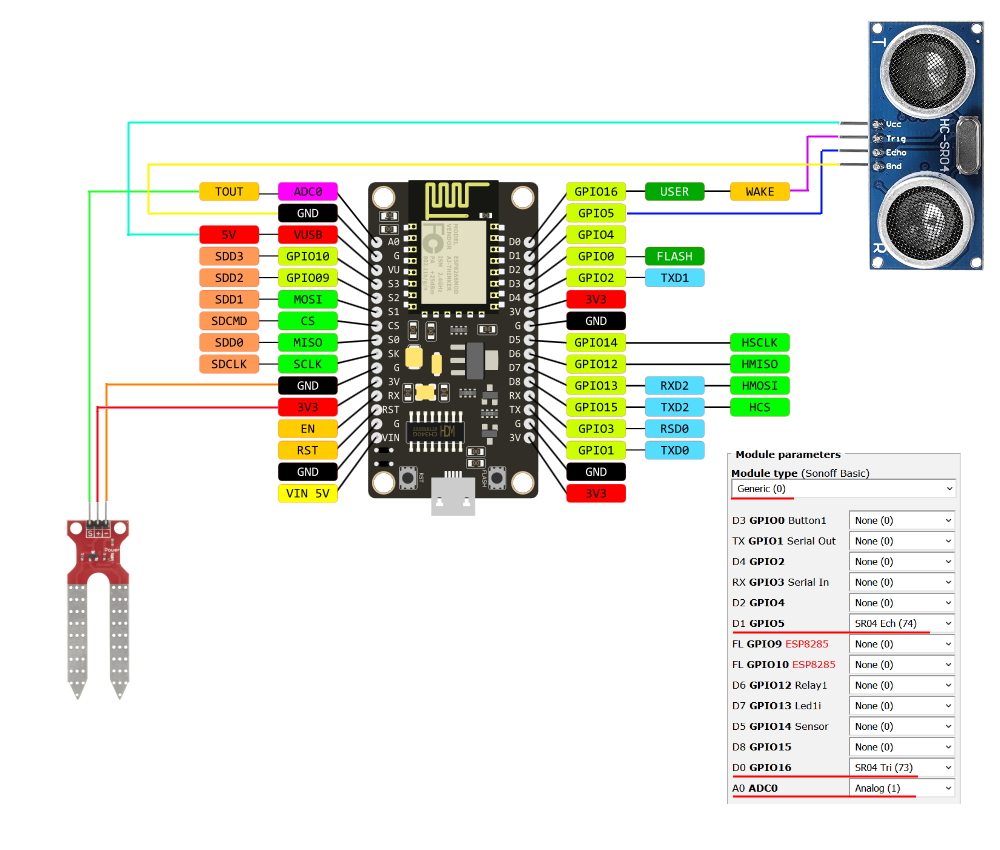 T
Vcc
Trig
Echo
Gnd
HC-SR04
R
TOUT ADC0
GND
5V VUSB
SDD3 GPIO10
SDD2 GPIO09
SDD1 MOSI
SDCMD CS
SDD0 MISO
SDCLK SCLK
GND
3V3
EN
RST
GND
VIN 5V
A0
G
VU
S3
S2
S1
CS
S0
SK
G
3V
RX
RST
G
VIN
D0
D1
D2
D3
D4
3V
G
D5
D6
D7
D8
RX
TX
G
3V
GPIO16 USER WAKE
GPIO5
GPIO4
GPIO0 FLASH
GPIO2 TXD1
3V3
GND
GPIO14 HSCLK
GPIO12 HMISO
GPIO13 RXD2 HMOSI
GPIO15 TXD2 HCS
GPIO3 RSD0
GPIO1 TXD0
GND
3V3
MODEL
VENDOR
RST
FLASH
S + -
Power
Module parameters
Module type (Sonoff Basic)
Generic (0)
D3 GPIO0 Button1 None (0)
TX GPIO1 Serial Out None (0)
D4 GPIO2 None (0)
RX GPIO3 Serial In None (0)
D2 GPIO4 None (0)
D1 GPIO5 SR04 Ech (74)
FL GPIO9 ESP8285 None (0)
FL GPIO10 ESP8285 None (0)
D6 GPIO12 Relay1 None (0)
D7 GPIO13 Led1i None (0)
D5 GPIO14 Sensor None (0)
D8 GPIO15 None (0)
D0 GPIO16 SR04 Tri (73)
A0 ADC0 Analog (1)